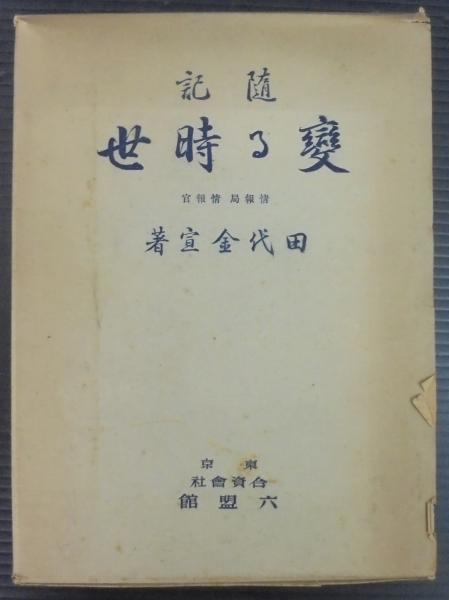 隨記
變る時世
情報局 情報官
田代金宣著
東京
合資會社
六盟館